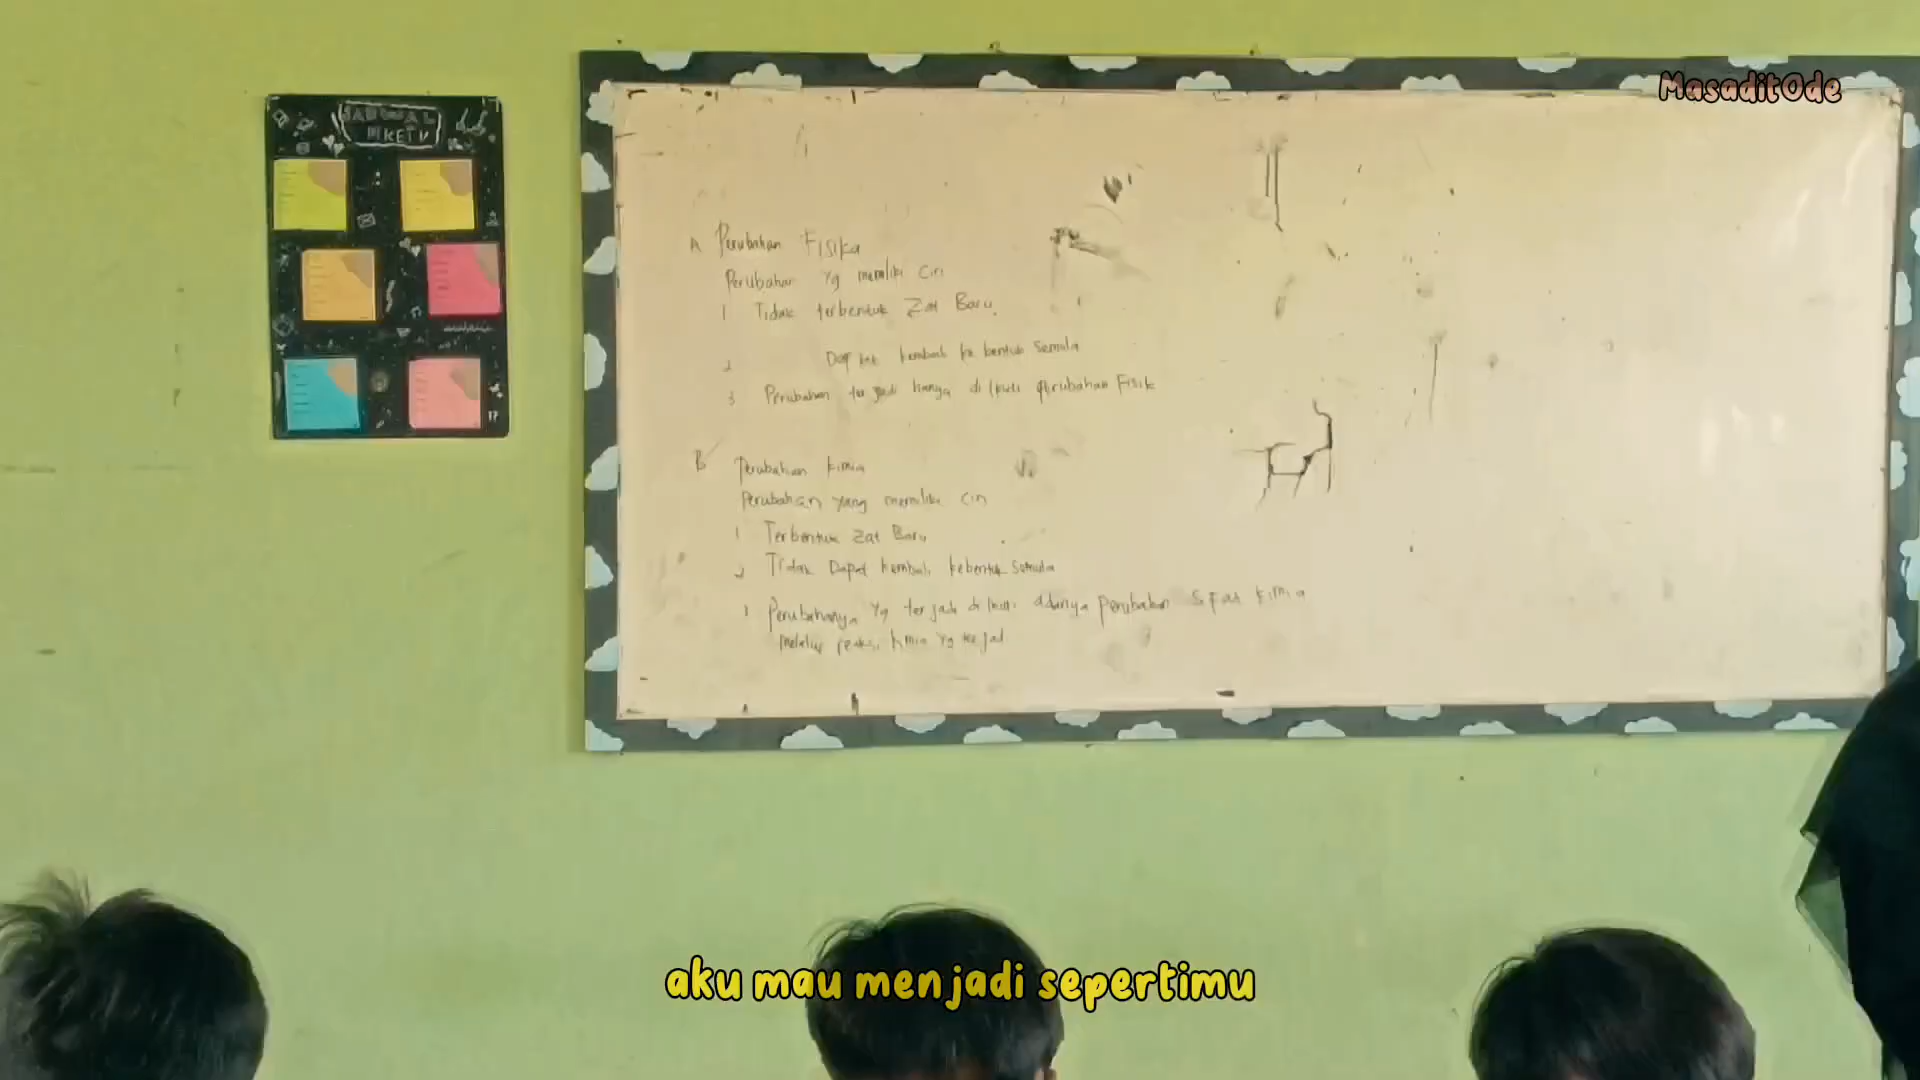 MasaditOde
JADWAL
PIKET
A Perubahan Fisika
Perubahan Yg memiliki Ciri
1 Tidak terbentuk Zat Baru.
2 Kembali ke bentuk Semula
3 Perubahan terjadi hanya di Ikuti perubahan Fisik
B Perubahan kimia
Perubahan yang memiliki Ciri
1 Terbentuk Zat Baru
2 Tidak Dapat kembali kebentuk Semula
Perubahanya Yg terjadi di Ikuti adanya perubahan Sifat kimia
melalui reaksi kimia Yg terjadi
aku mau menjadi sepertimu